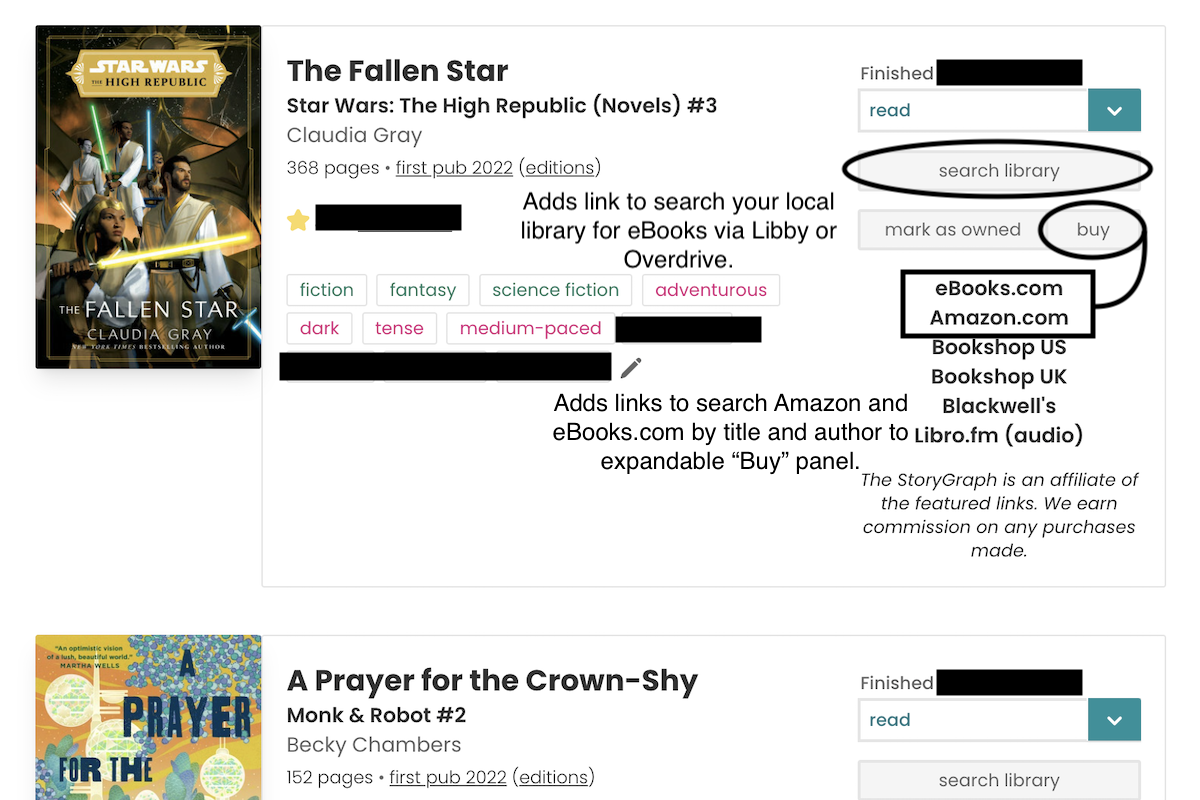 STAR WARS
THE HIGH REPUBLIC
THE FALLEN STAR
CLAUDIA GRAY
NEW YORK TIMES BESTSELLING AUTHOR
The Fallen Star
Star Wars: The High Republic (Novels) #3
Claudia Gray
368 pages • first pub 2022 (editions)
Adds link to search your local
library for eBooks via Libby or
Overdrive.
fiction fantasy science fiction adventurous
dark tense medium-paced
Adds links to search Amazon and
eBooks.com by title and author to
expandable “Buy” panel.
Finished
read
search library
mark as owned buy
eBooks.com
Amazon.com
Bookshop US
Bookshop UK
Blackwell's
Libro.fm (audio)
The StoryGraph is an affiliate of
the featured links. We earn
commission on any purchases
made.
"An optimistic vision
of a lush, beautiful world."
MARTHA WELLS
A
PRAYER
FOR THE
A Prayer for the Crown-Shy
Monk & Robot #2
Becky Chambers
152 pages • first pub 2022 (editions)
Finished
read
search library